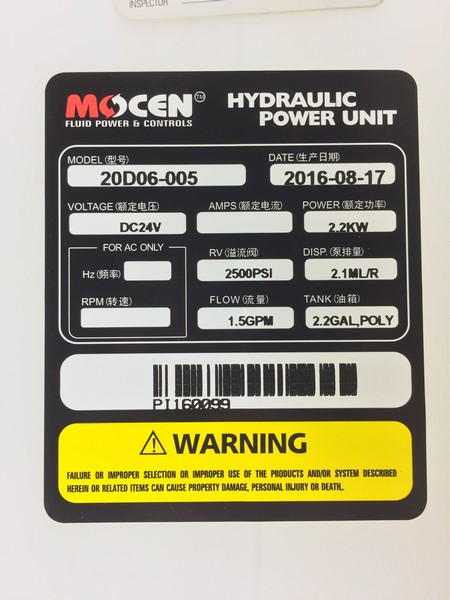 INSPECTOR
MOCEN TM
FLUID POWER & CONTROLS
HYDRAULIC
POWER UNIT
MODEL (型号)
20D06-005
DATE (生产日期)
2016-08-17
VOLTAGE (额定电压)
DC24V
AMPS (额定电流)
POWER (额定功率)
2.2KW
FOR AC ONLY
Hz (频率)
RPM (转速)
RV (溢流阀)
2500PSI
DISP. (泵排量)
2.1ML/R
FLOW (流量)
1.5GPM
TANK (油箱)
2.2GAL,POLY
PI160099
WARNING
FAILURE OR IMPROPER SELECTION OR IMPROPER USE OF THE PRODUCTS AND/OR SYSTEM DESCRIBED
HEREIN OR RELATED ITEMS CAN CAUSE PROPERTY DAMAGE, PERSONAL INJURY OR DEATH,.